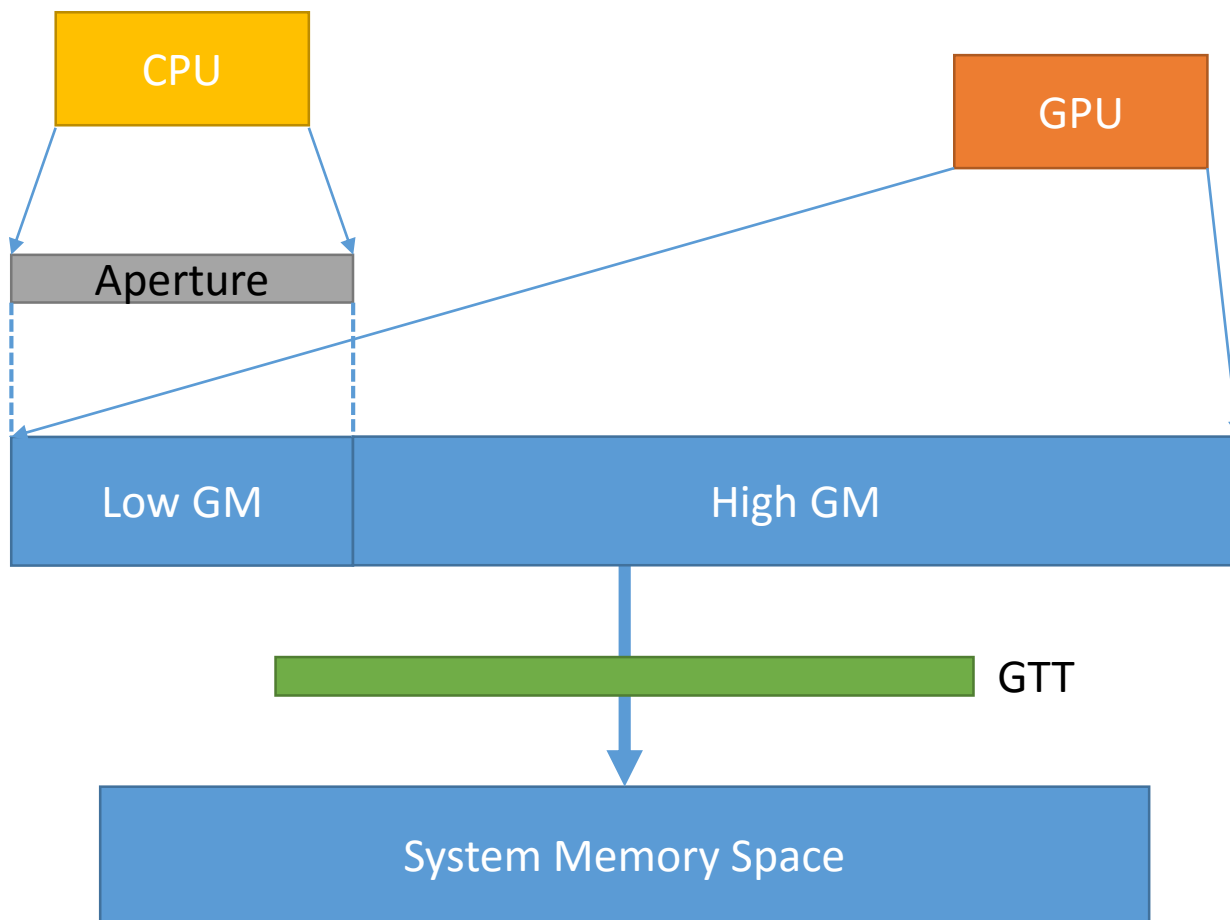 CPU
GPU
Aperture
Low GM
High GM
GTT
System Memory Space